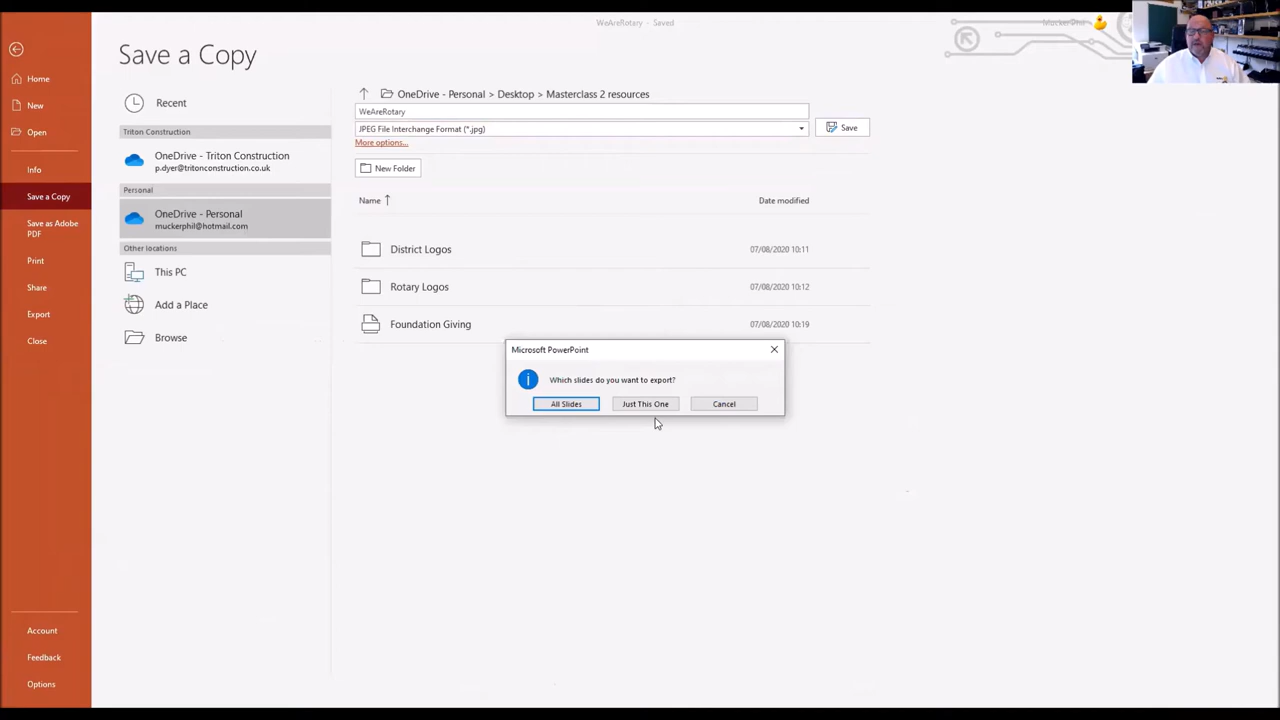 WeAreRotary - Saved
MuckerPhil
Save a Copy
Home
New
Open
Info
Save a Copy
Save as Adobe
PDF
Print
Share
Export
Close
Account
Feedback
Options
Recent
Triton Construction
OneDrive - Triton Construction
p.dyer@tritonconstruction.co.uk
Personal
OneDrive - Personal
muckerphil@hotmail.com
Other locations
This PC
Add a Place
Browse
OneDrive - Personal > Desktop > Masterclass 2 resources
WeAreRotary
JPEG File Interchange Format (*.jpg)
Save
More options...
New Folder
Name
Date modified
District Logos
07/08/2020 10:11
Rotary Logos
07/08/2020 10:12
Foundation Giving
07/08/2020 10:19
Microsoft PowerPoint
Which slides do you want to export?
All Slides
Just This One
Cancel